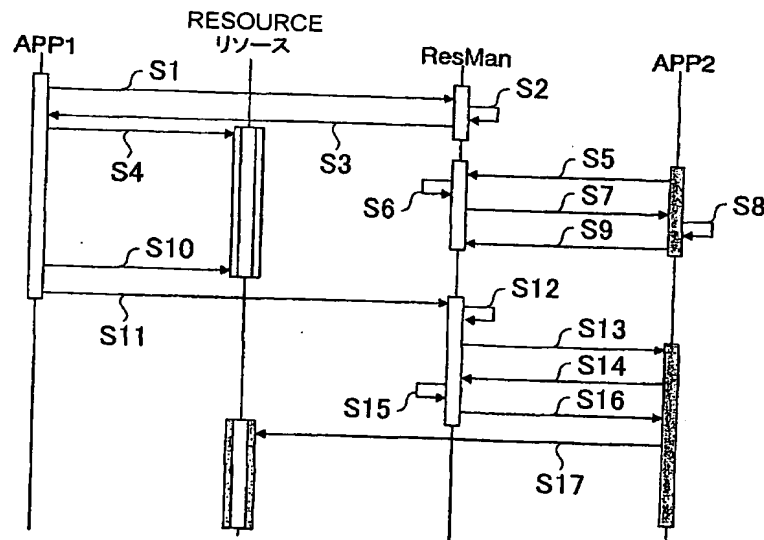 APP1
RESOURCE
リソース
ResMan
APP2
S1
S2
S3
S4
S5
S6
S7
S8
S9
S10
S11
S12
S13
S14
S15
S16
S17